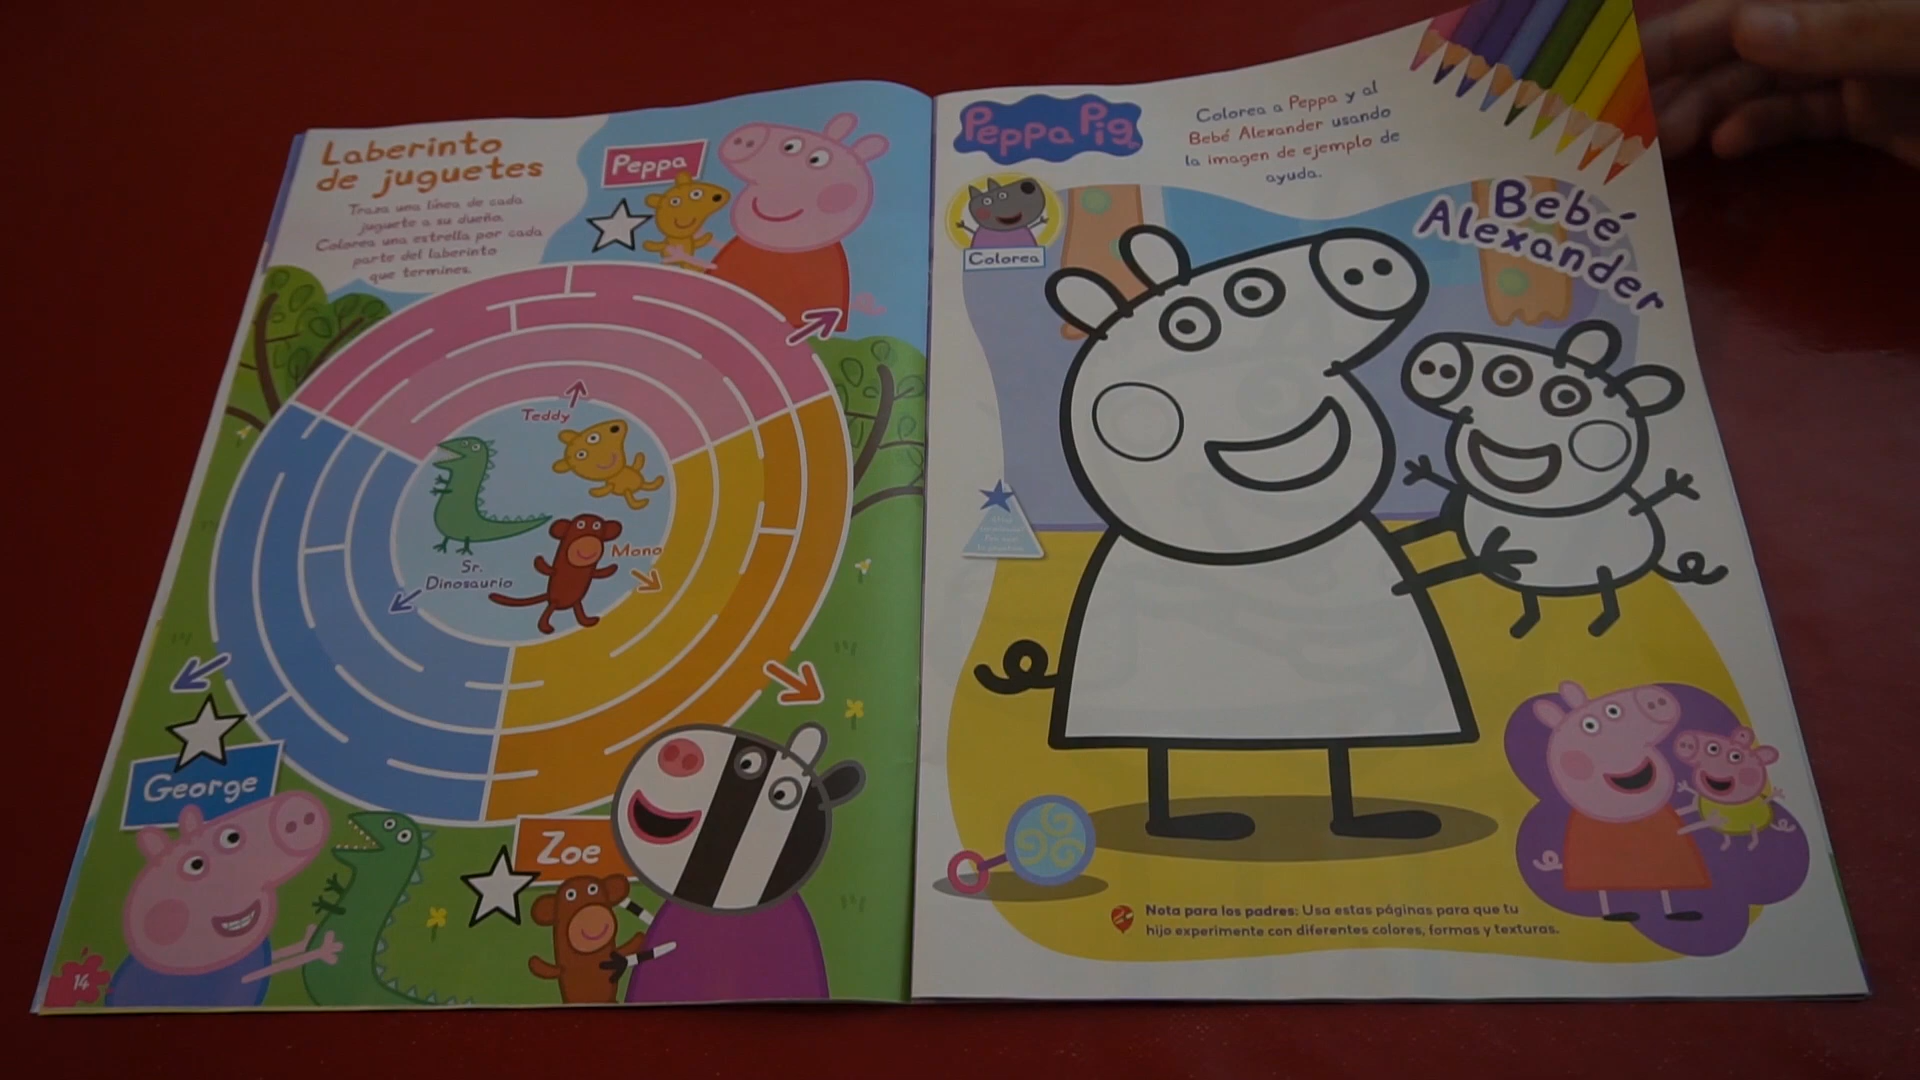 Laberinto
de juguetes
Traza una línea de cada
juguete a su dueño.
Colorea una estrella por cada
parte del laberinto
que termines.
Peppa
Teddy
Mono
Sr.
Dinosaurio
George
Zoe
14
Peppa Pig
Colorea a Peppa y al
Bebé Alexander usando
la imagen de ejemplo de
ayuda.
Colorea
Bebé
Alexander
Nota para los padres: Usa estas páginas para que tu
hijo experimente con diferentes colores, formas y texturas.